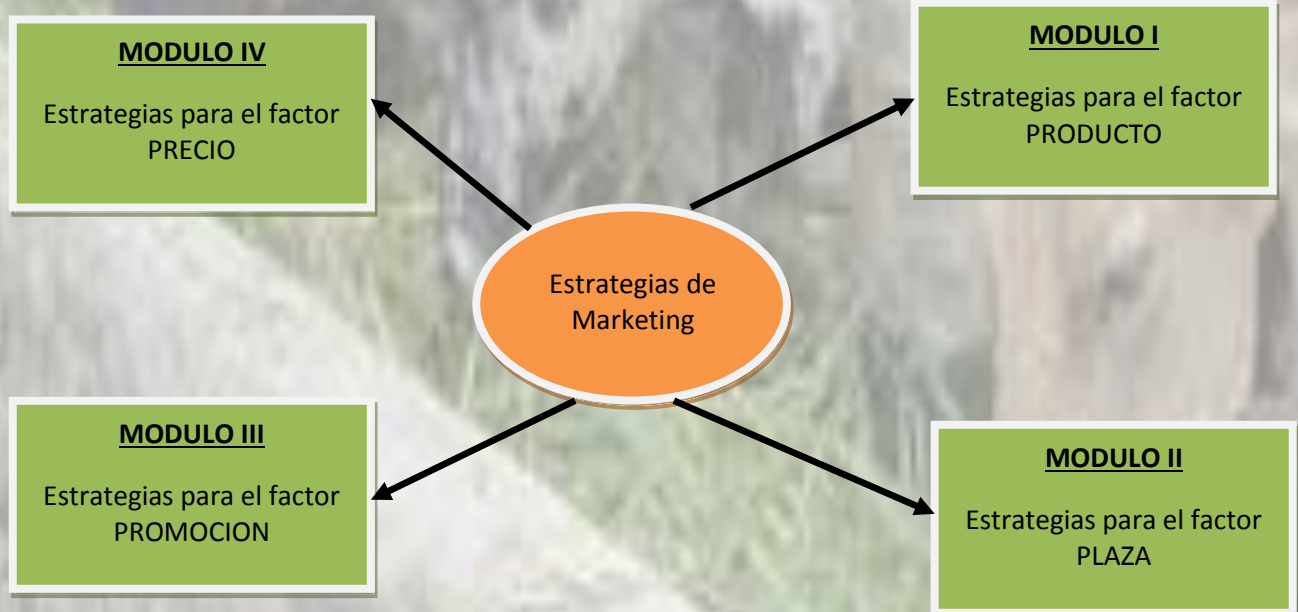 MODULO IV
Estrategias para el factor
PRECIO
MODULO I
Estrategias para el factor
PRODUCTO
Estrategias de
Marketing
MODULO III
Estrategias para el factor
PROMOCION
MODULO II
Estrategias para el factor
PLAZA